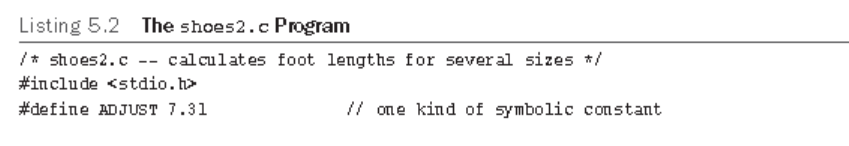 Listing 5.2 The shoes2.c Program
/* shoes2.c -- calculates foot lengths for several sizes */
#include <stdio.h>
#define ADJUST 7.31 // one kind of symbolic constant